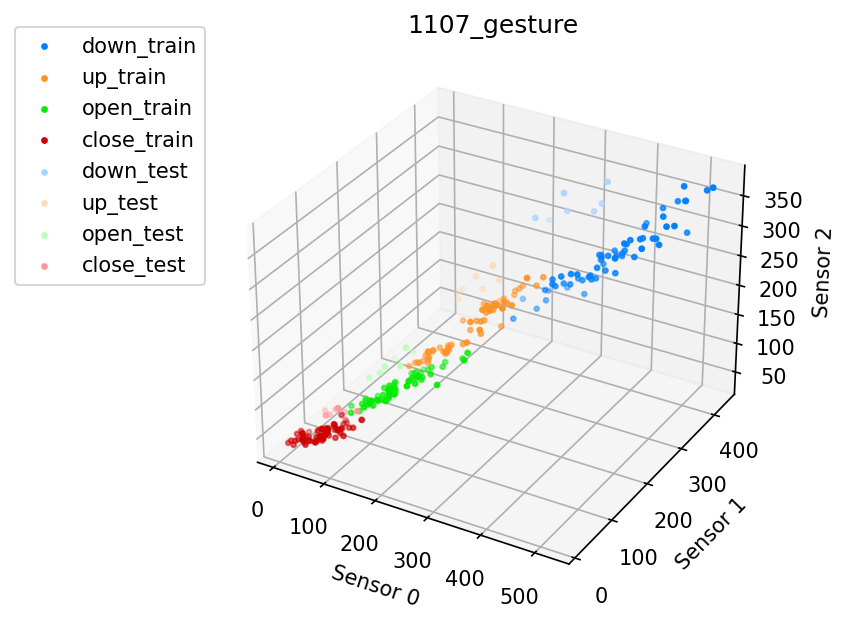 1107_gesture
down_train
up_train
open_train
close_train
down_test
up_test
open_test
close_test
350
300
250
200
150
100
50
Sensor 2
400
300
200
100
0
Sensor 1
0
100
200
300
400
500
Sensor 0